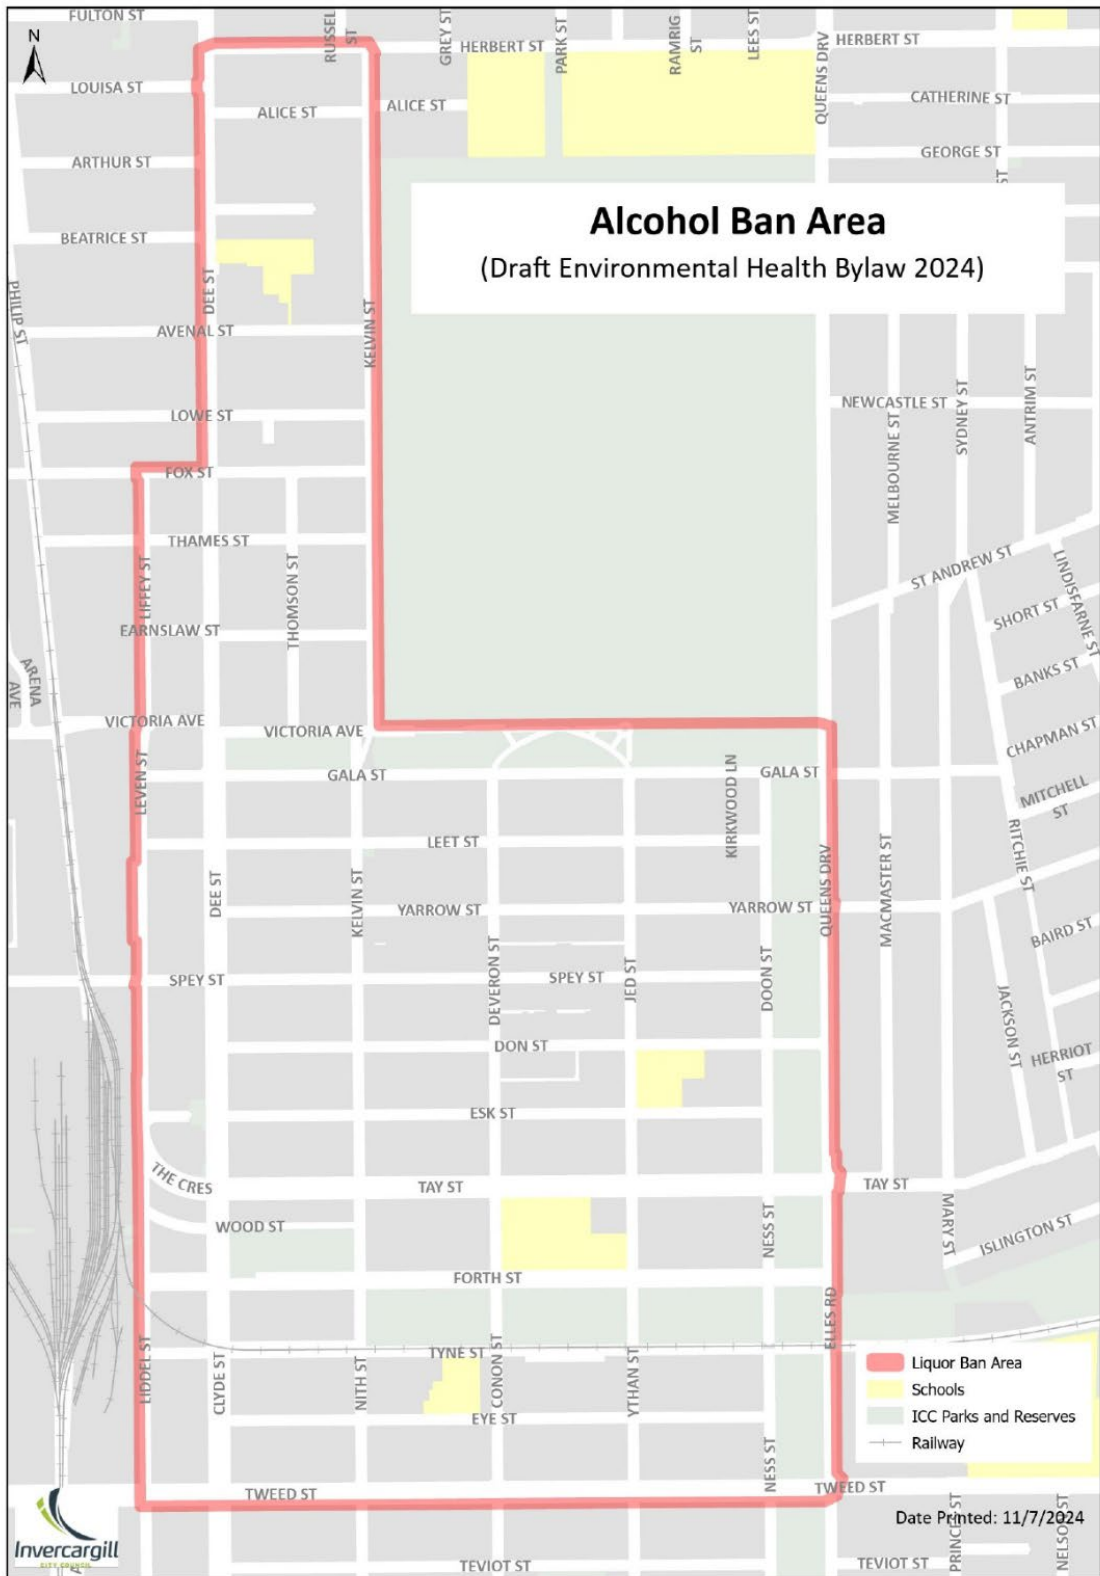 FULTON ST
N
RUSSEL ST
GREY ST
HERBERT ST
PARK ST
RAMRIG ST
LEES ST
QUEENS DRV
HERBERT ST
LOUISA ST
ALICE ST
ALICE ST
CATHERINE ST
ARTHUR ST
GEORGE ST
ST
Alcohol Ban Area
(Draft Environmental Health Bylaw 2024)
BEATRICE ST
PHILIP ST
DEE ST
KELVIN ST
AVENAL ST
LOWE ST
NEWCASTLE ST
MELBOURNE ST
SYDNEY ST
ANTRIM ST
FOX ST
THAMES ST
LIFFEY ST
THOMSON ST
ST ANDREW ST
LINDISFARNE ST
SHORT ST
EARNSLAW ST
BANKS ST
ARENA AVE
VICTORIA AVE
VICTORIA AVE
CHAPMAN ST
LEVEN ST
GALA ST
KIRKWOOD LN
GALA ST
MITCHELL ST
LEET ST
RITCHIE ST
DEE ST
KELVIN ST
YARROW ST
YARROW ST
QUEENS DRV
MACMASTER ST
BAIRD ST
SPEY ST
DEVERON ST
SPEY ST
JED ST
DOON ST
JACKSON ST
DON ST
HERRIOT ST
ESK ST
THE CRES
TAY ST
TAY ST
WOOD ST
NESS ST
MARY ST
ISLINGTON ST
FORTH ST
ELLES RD
LIDDEL ST
CLYDE ST
NITH ST
TYNE ST
CONON ST
YTHAN ST
EYE ST
Liquor Ban Area
Schools
ICC Parks and Reserves
Railway
NESS ST
TWEED ST
TWEED ST
Date Printed: 11/7/2024
Invercargill
CITY COUNCIL
A
TEVIOT ST
TEVIOT ST
PRINCE ST
NELSON ST